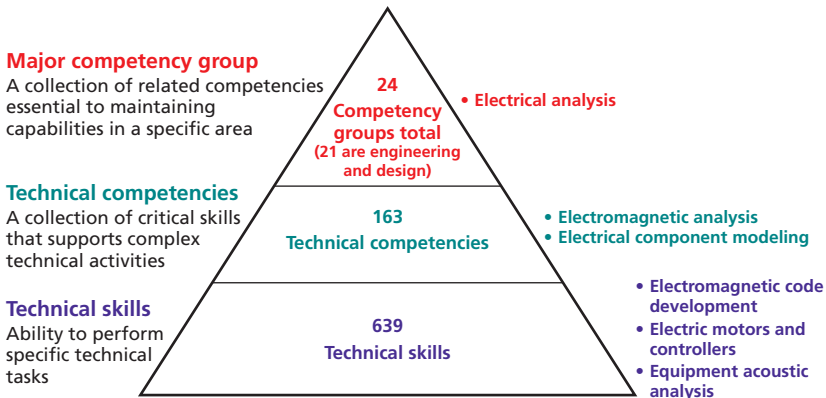 Major competency group
A collection of related competencies
essential to maintaining
capabilities in a specific area
24
Competency
groups total
(21 are engineering
and design)
• Electrical analysis
Technical competencies
A collection of critical skills
that supports complex
technical activities
163
Technical competencies
• Electromagnetic analysis
• Electrical component modeling
Technical skills
Ability to perform
specific technical
tasks
639
Technical skills
• Electromagnetic code
development
• Electric motors and
controllers
• Equipment acoustic
analysis